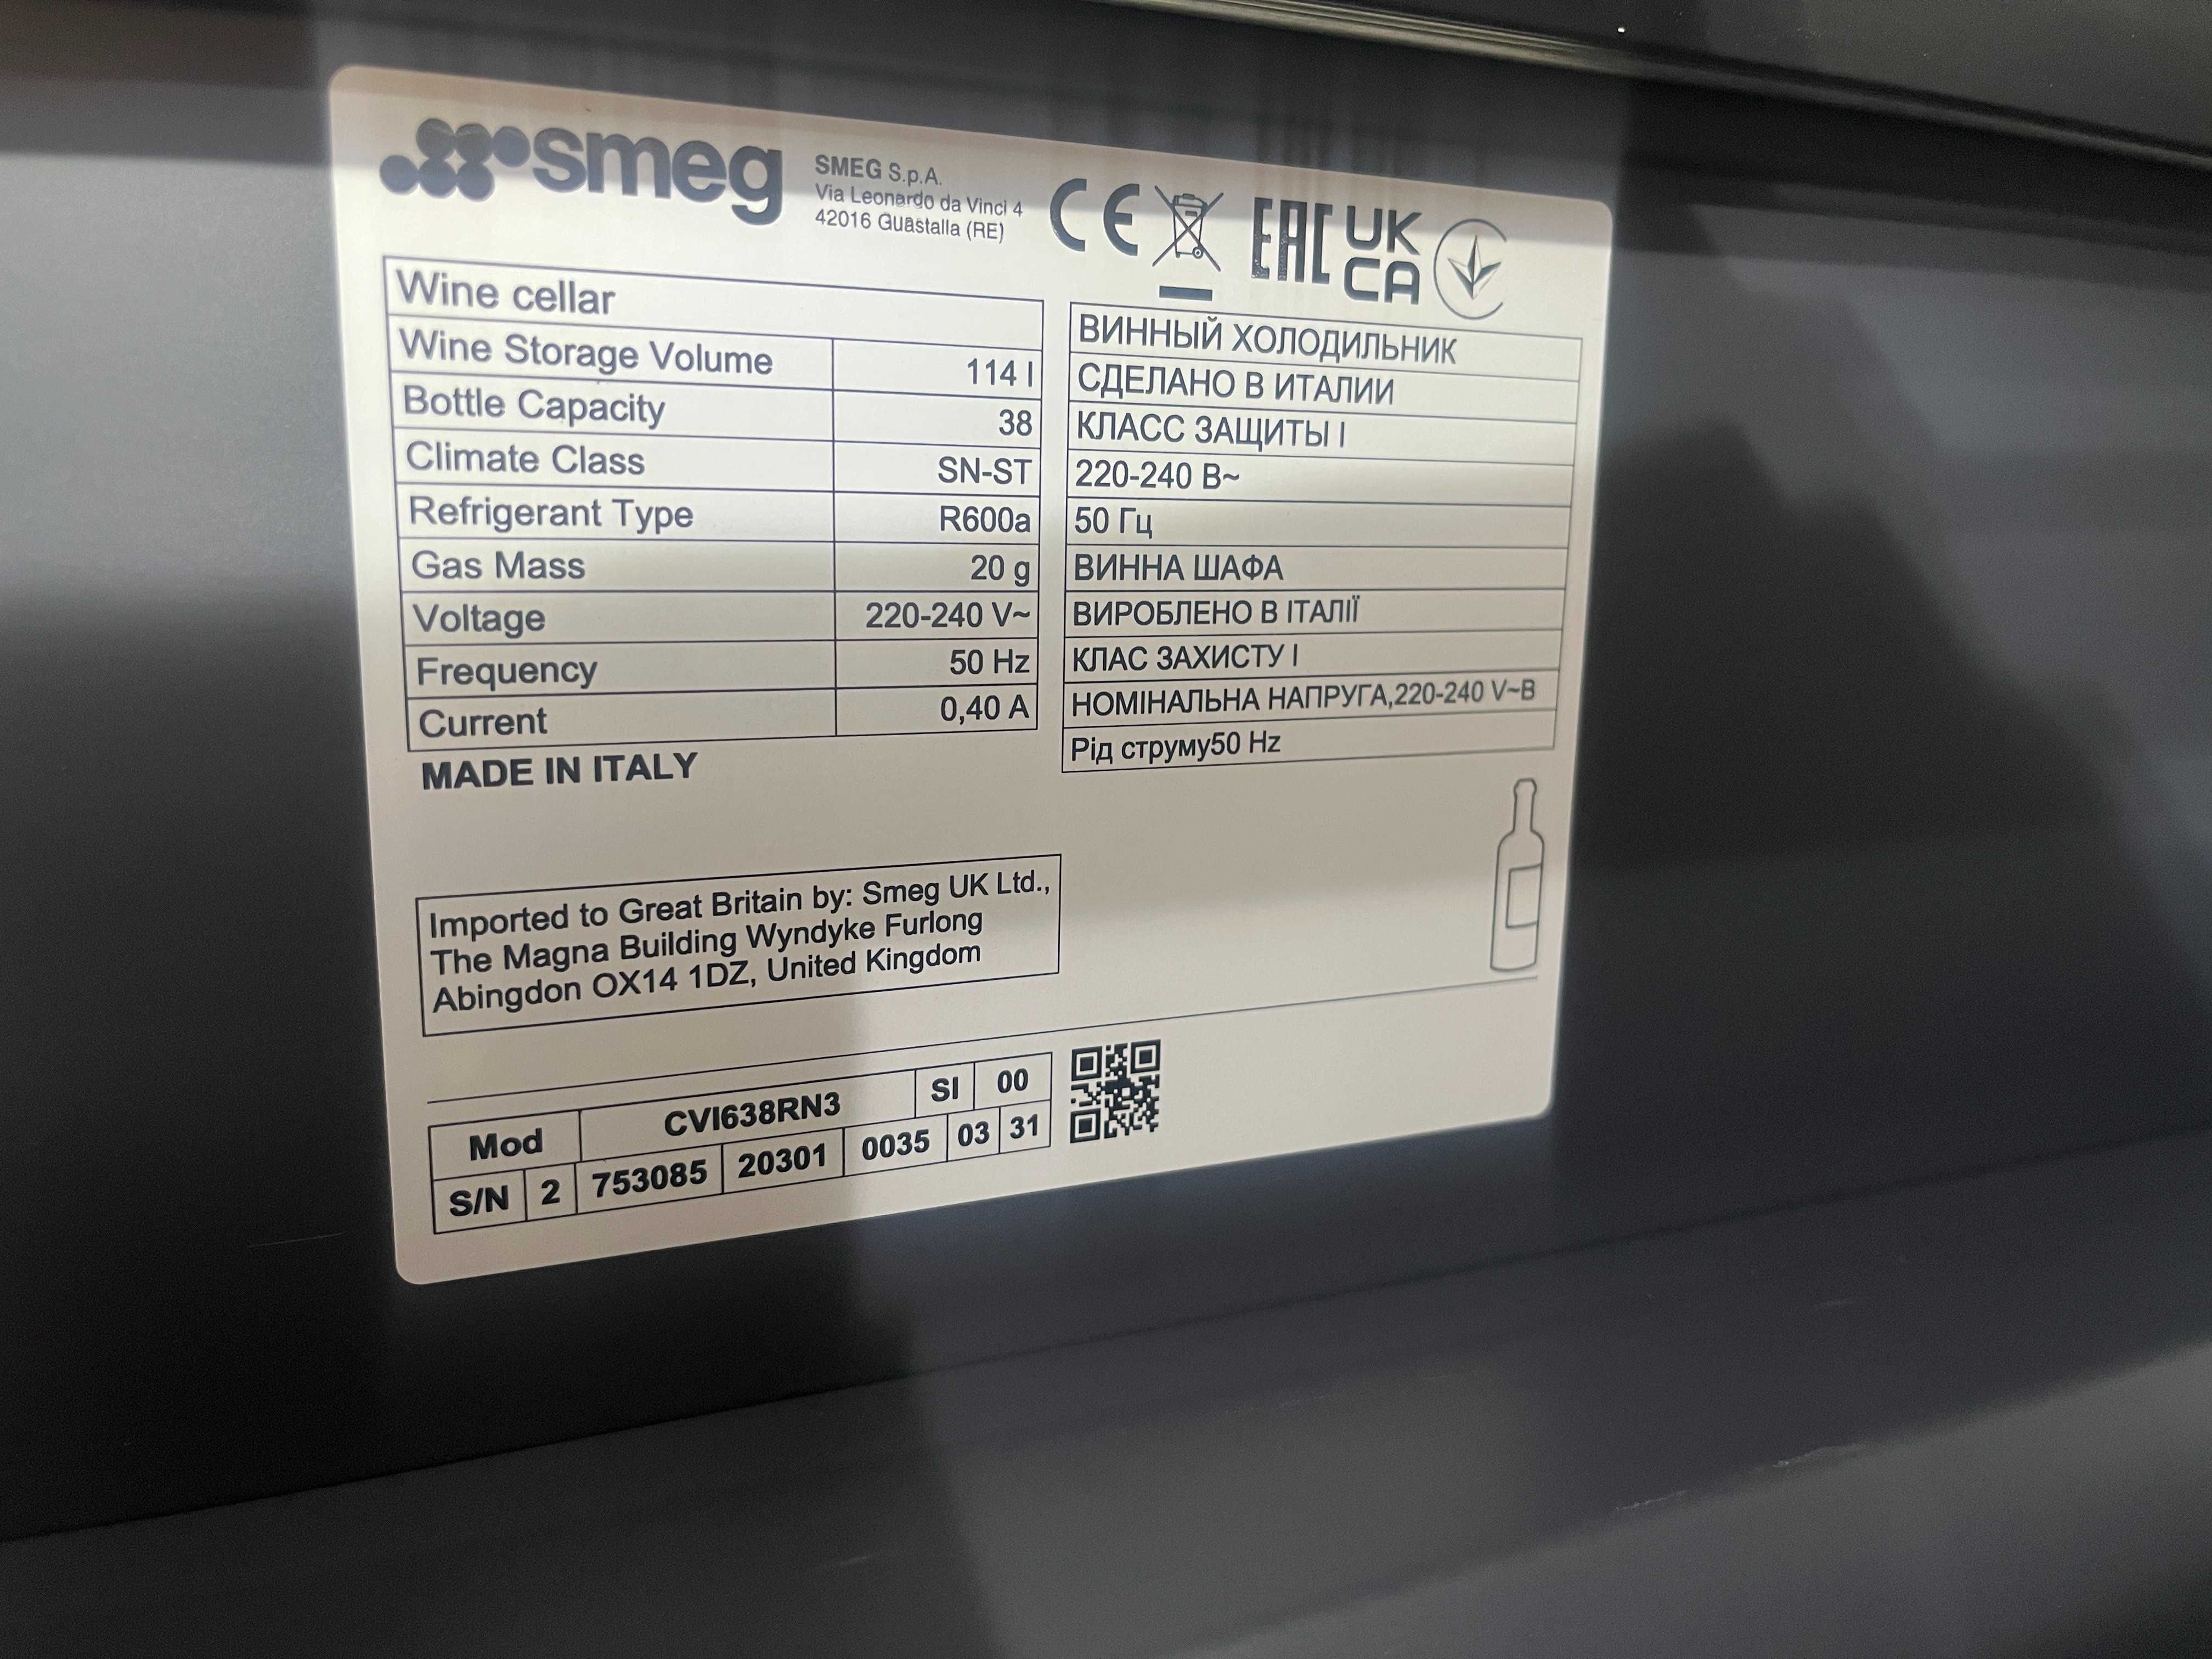 smeg
SMEG S.p.A.
Via Leonardo da Vinci 4
42016 Guastalla (RE)
CE
EAC
UK
CA
Wine cellar
Wine Storage Volume 114 l
Bottle Capacity 38
Climate Class SN-ST
Refrigerant Type R600a
Gas Mass 20 g
Voltage 220-240 V~
Frequency 50 Hz
Current 0,40 A
MADE IN ITALY
ВИННЫЙ ХОЛОДИЛЬНИК
СДЕЛАНО В ИТАЛИИ
КЛАСС ЗАЩИТЫ I
220-240 В~
50 Гц
ВИННА ШАФА
ВИРОБЛЕНО В ІТАЛІЇ
КЛАС ЗАХИСТУ I
НОМІНАЛЬНА НАПРУГА,220-240 V~В
Рід струму50 Hz
Imported to Great Britain by: Smeg UK Ltd.,
The Magna Building Wyndyke Furlong
Abingdon OX14 1DZ, United Kingdom
Mod CVI638RN3 SI 00
S/N 2 753085 20301 0035 03 31